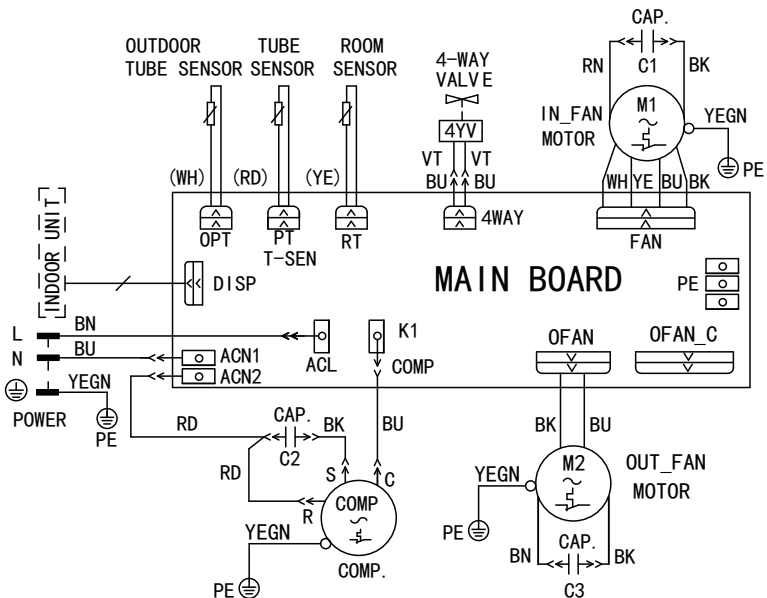 CAP.
RN
C1
BK
OUTDOOR
TUBE SENSOR
TUBE
SENSOR
ROOM
SENSOR
4-WAY
VALVE
4YV
M1
IN_FAN
MOTOR
YEGN
PE
VT
VT
BU
BU
(WH)
(RD)
(YE)
WH
YE
BU
BK
OPT
PT
T-SEN
RT
4WAY
FAN
INDOOR UNIT
DISP
MAIN BOARD
PE
L
BN
ACL
K1
COMP
OFAN
OFAN_C
N
BU
ACN1
ACN2
YEGN
POWER
PE
RD
CAP.
BK
C2
BU
RD
S
C
R
COMP
COMP.
YEGN
PE
BK
BU
M2
OUT_FAN
MOTOR
YEGN
PE
BN
CAP.
BK
C3